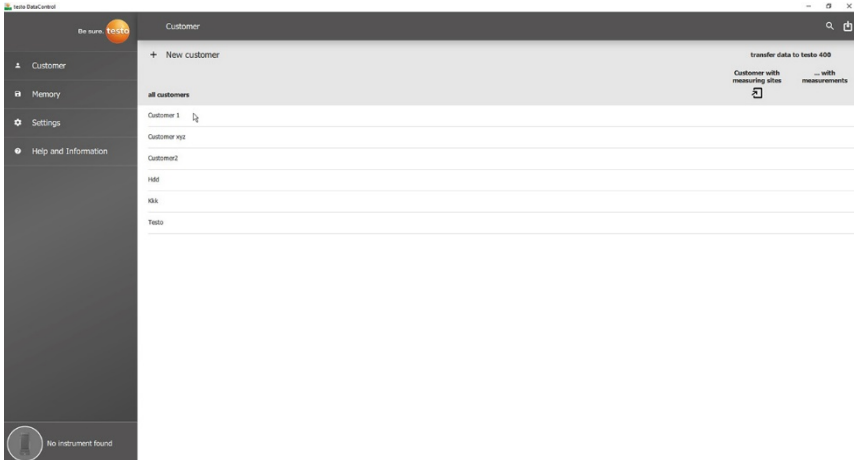 testo DataControl
Be sure. testo
Customer
Customer
Memory
Settings
Help and Information
No instrument found
+ New customer
transfer data to testo 400
Customer with
measuring sites
... with
measurements
all customers
Customer 1
Customer xyz
Customer2
Hdd
Kkk
Testo